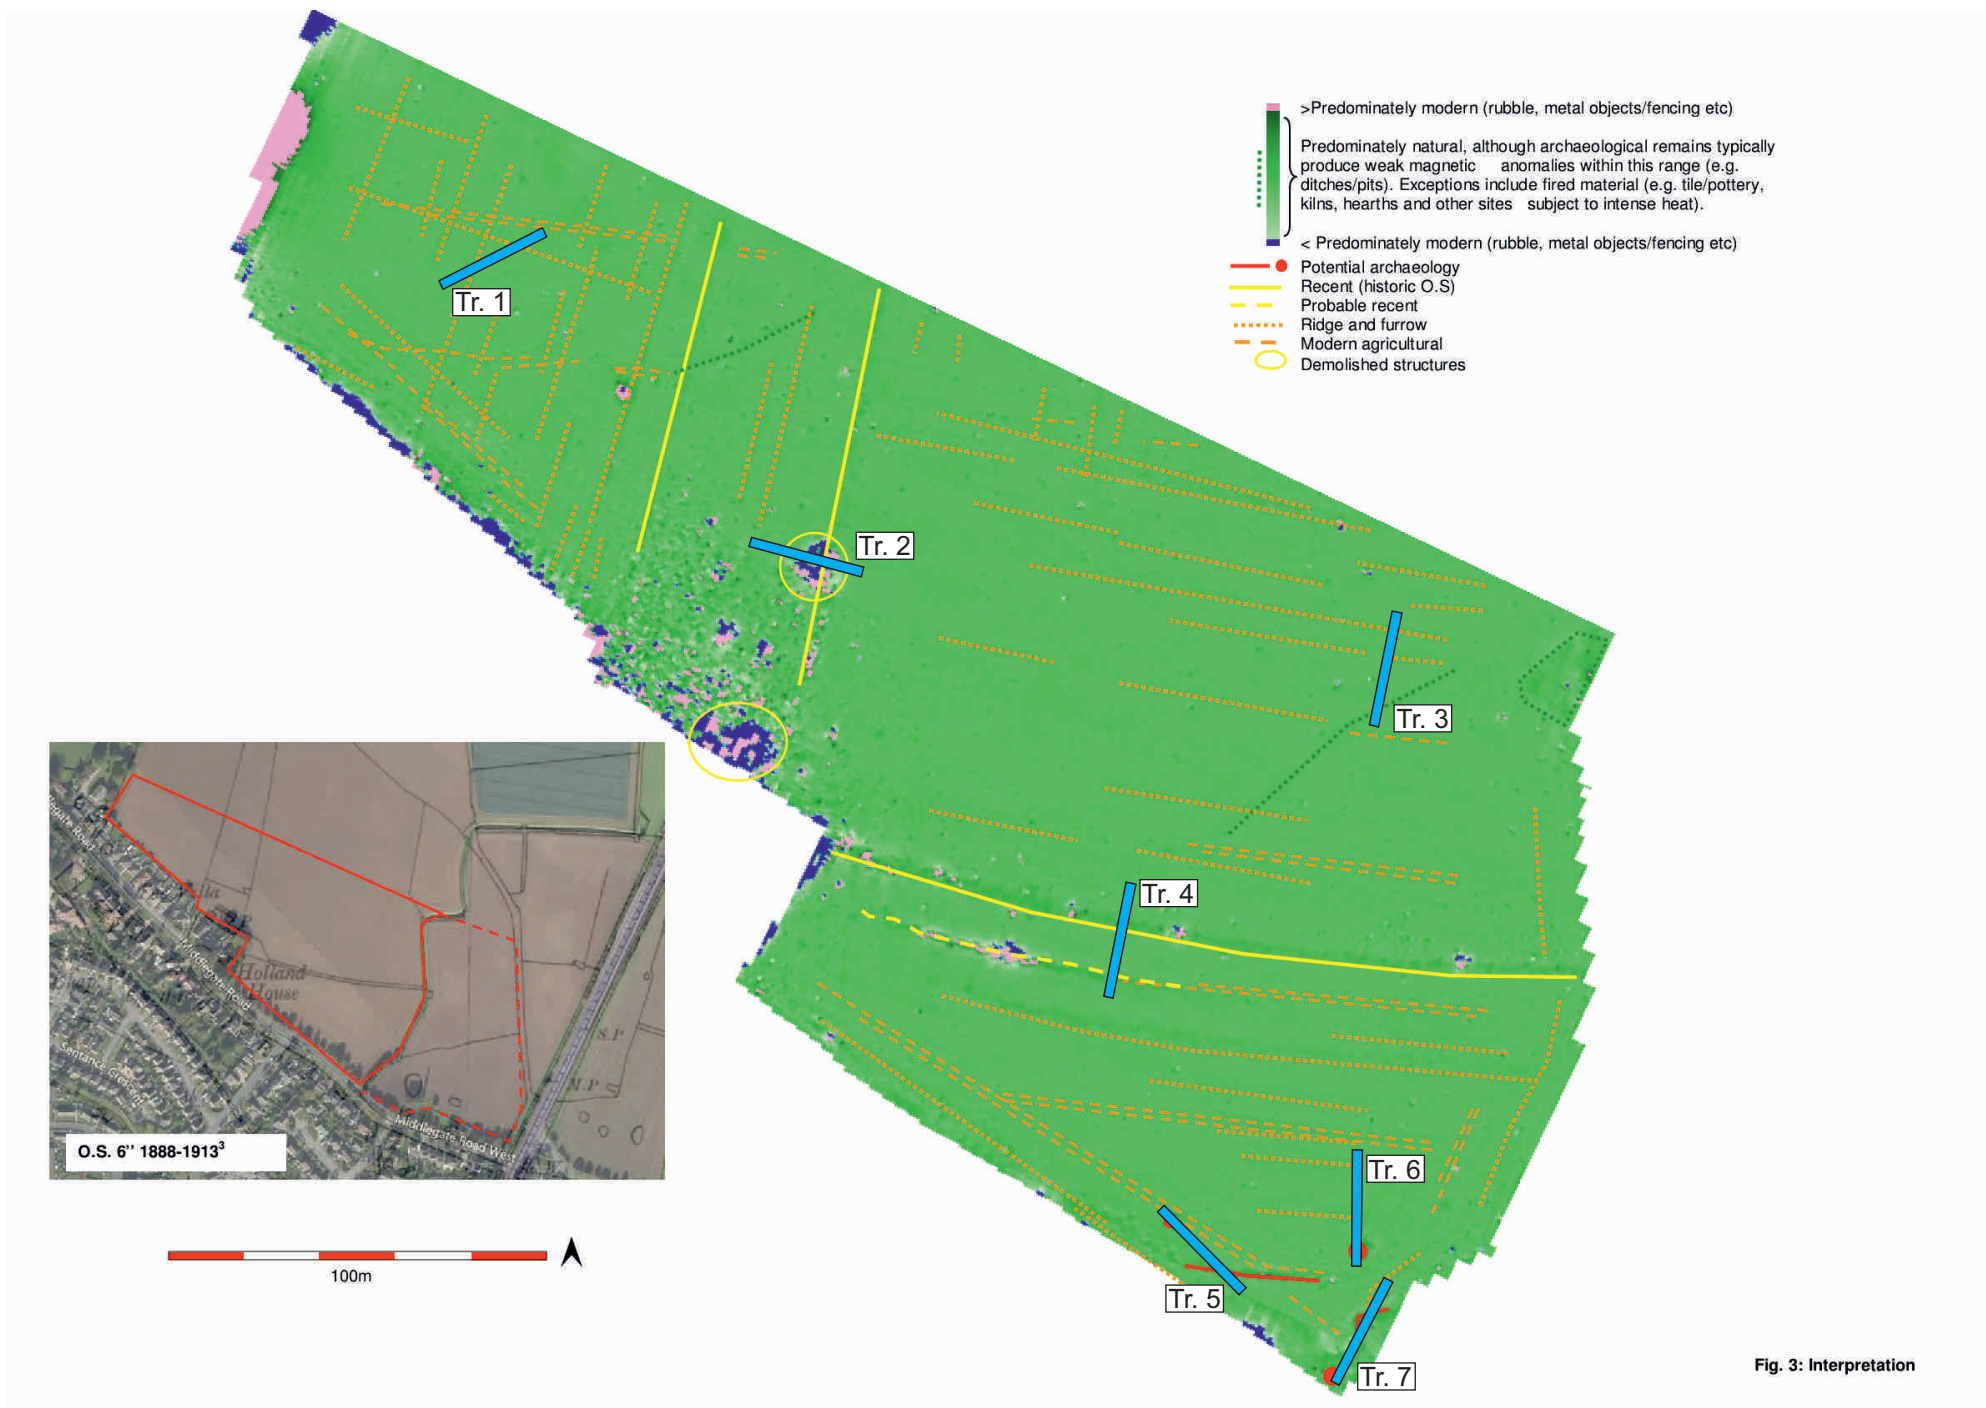 >Predominately modern (rubble, metal objects/fencing etc)
Predominately natural, although archaeological remains typically
produce weak magnetic anomalies within this range (e.g.
ditches/pits). Exceptions include fired material (e.g. tile/pottery,
kilns, hearths and other sites subject to intense heat).
< Predominately modern (rubble, metal objects/fencing etc)
Potential archaeology
Recent (historic O.S)
Probable recent
Ridge and furrow
Modern agricultural
Demolished structures
Tr. 1
Tr. 2
Tr. 3
Tr. 4
Tr. 5
Tr. 6
Tr. 7
Holland
House
Middlegate Road
Sentance Crescent
S.P
M.P
Middlegate Road West
O.S. 6'' 1888-1913³
100m
Fig. 3: Interpretation